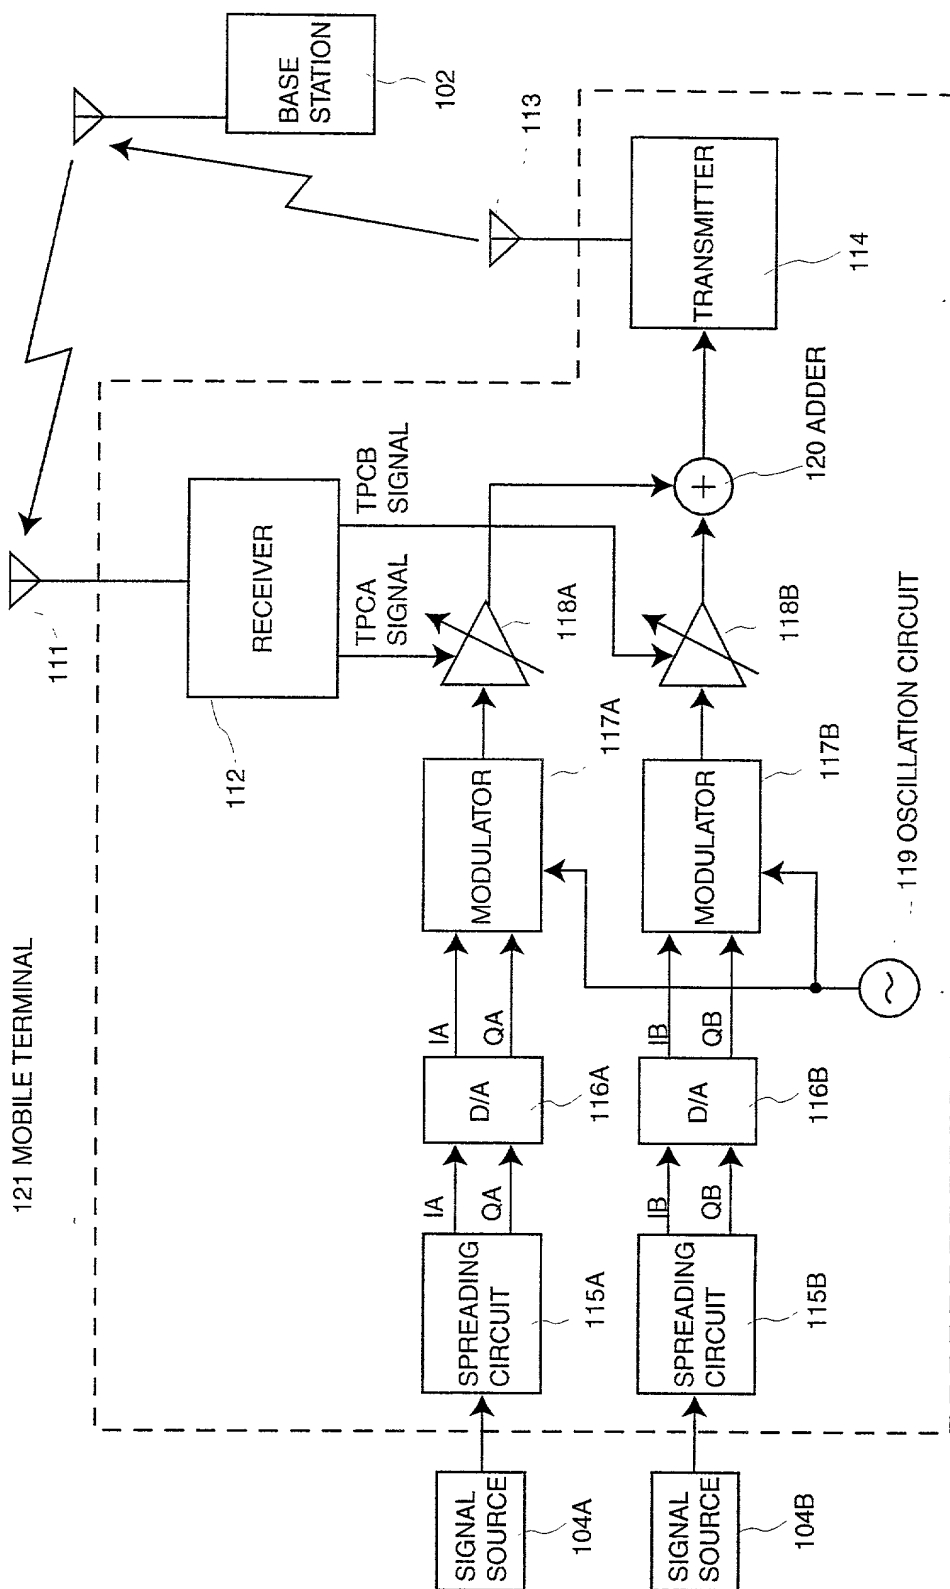 121 MOBILE TERMINAL
111
BASE
STATION
102
113
RECEIVER
112
TPCA
SIGNAL
TPCB
SIGNAL
TRANSMITTER
114
SIGNAL
SOURCE
104A
SPREADING
CIRCUIT
115A
IA
QA
D/A
116A
IA
QA
MODULATOR
117A
118A
120 ADDER
+
SIGNAL
SOURCE
104B
SPREADING
CIRCUIT
115B
IB
QB
D/A
116B
IB
QB
MODULATOR
117B
118B
~
119 OSCILLATION CIRCUIT